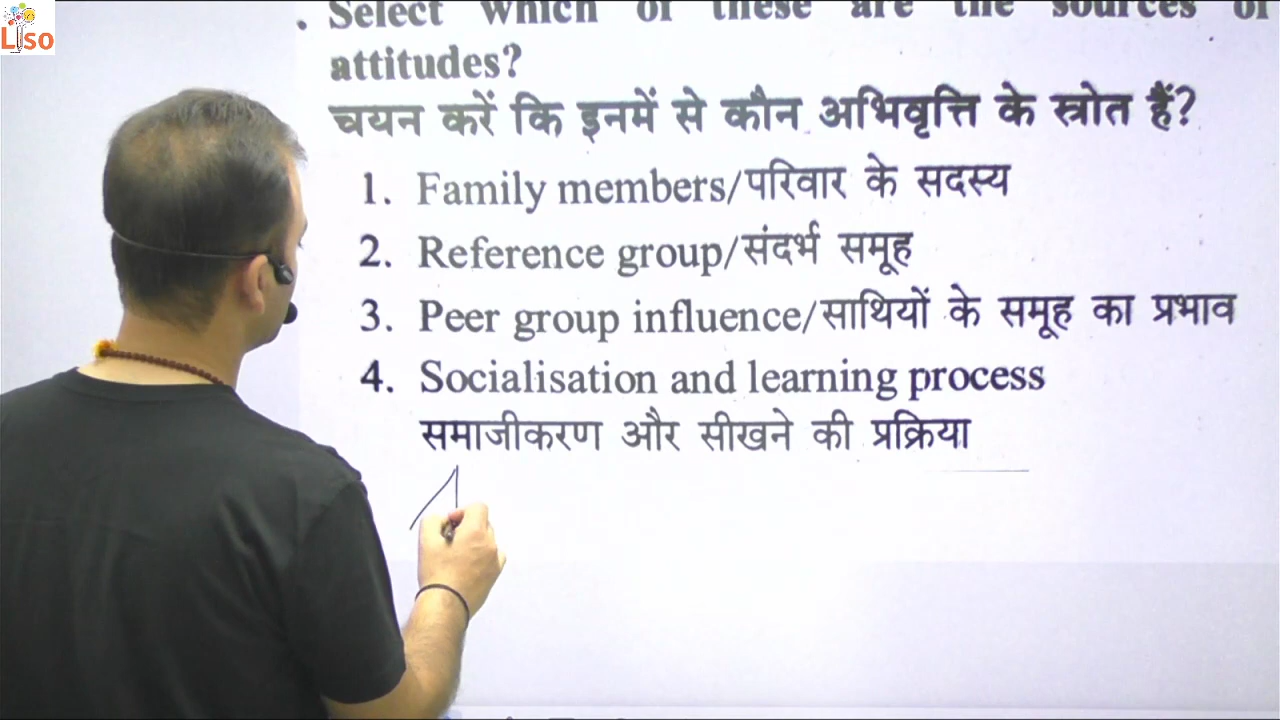 Liso
. Select which of these are the sources of
attitudes?
चयन करें कि इनमें से कौन अभिवृत्ति के स्त्रोत हैं?
1. Family members/परिवार के सदस्य
2. Reference group/संदर्भ समूह
3. Peer group influence/साथियों के समूह का प्रभाव
4. Socialisation and learning process
समाजीकरण और सीखने की प्रक्रिया